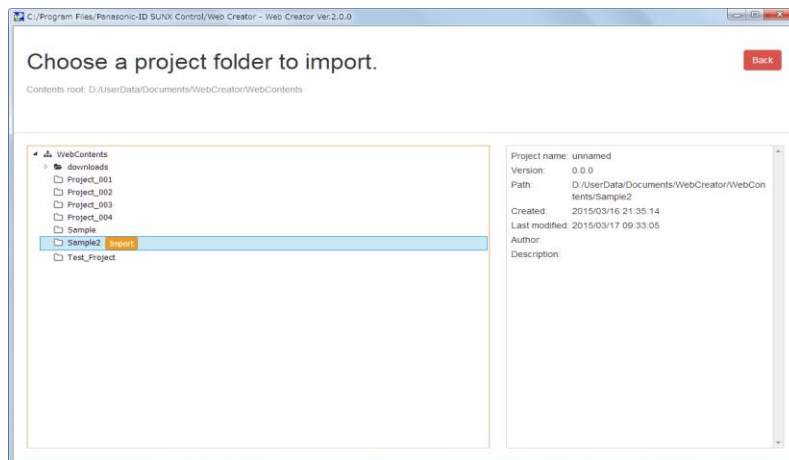 C:/Program Files/Panasonic-ID SUNX Control/Web Creator - Web Creator Ver.2.0.0
Choose a project folder to import.
Back
Contents root: D:/UserData/Documents/WebCreator/WebContents
WebContents
downloads
Project_001
Project_002
Project_003
Project_004
Sample
Sample2 Import
Test_Project
Project name: unnamed
Version: 0.0.0
Path: D:/UserData/Documents/WebCreator/WebCon
tents/Sample2
Created: 2015/03/16 21:35:14
Last modified: 2015/03/17 09:33:05
Author:
Description: